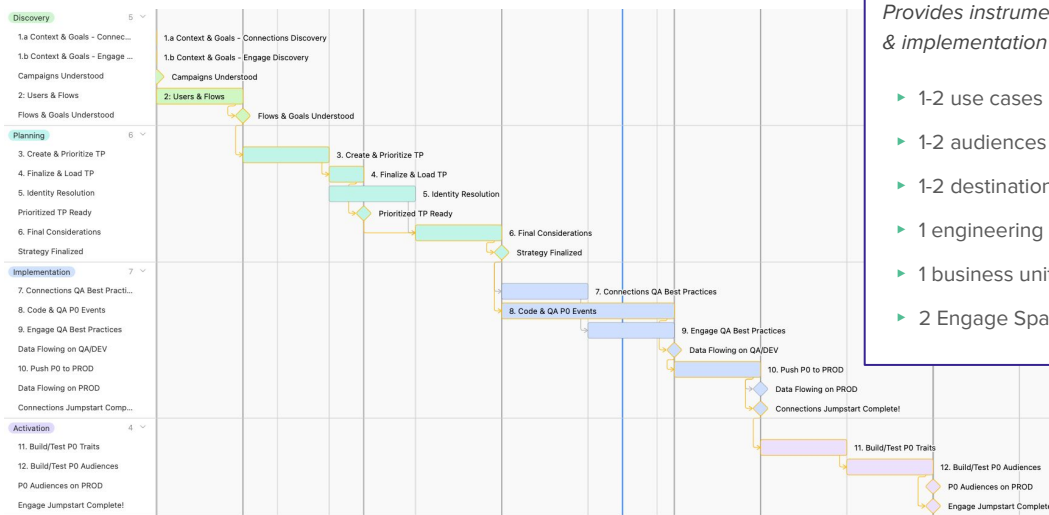 Discovery 5
1.a Context & Goals - Connec...
1.b Context & Goals - Engage ...
Campaigns Understood
2: Users & Flows
Flows & Goals Understood
Planning 6
3. Create & Prioritize TP
4. Finalize & Load TP
5. Identity Resolution
Prioritized TP Ready
6. Final Considerations
Strategy Finalized
Implementation 7
7. Connections QA Best Practi...
8. Code & QA P0 Events
9. Engage QA Best Practices
Data Flowing on QA/DEV
10. Push P0 to PROD
Data Flowing on PROD
Connections Jumpstart Comp...
Activation 4
11. Build/Test P0 Traits
12. Build/Test P0 Audiences
P0 Audiences on PROD
Engage Jumpstart Complete!
1.a Context & Goals - Connections Discovery
1.b Context & Goals - Engage Discovery
Campaigns Understood
2: Users & Flows
Flows & Goals Understood
3. Create & Prioritize TP
4. Finalize & Load TP
5. Identity Resolution
Prioritized TP Ready
6. Final Considerations
Strategy Finalized
7. Connections QA Best Practices
8. Code & QA P0 Events
9. Engage QA Best Practices
Data Flowing on QA/DEV
10. Push P0 to PROD
Data Flowing on PROD
Connections Jumpstart Complete!
11. Build/Test P0 Traits
12. Build/Test P0 Audiences
P0 Audiences on PROD
Engage Jumpstart Complete
Provides instrume
& implementation
1-2 use cases
1-2 audiences
1-2 destination
1 engineering
1 business unit
2 Engage Spa